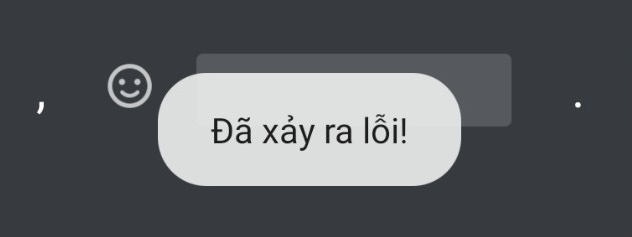 Đã xảy ra lỗi!
, .